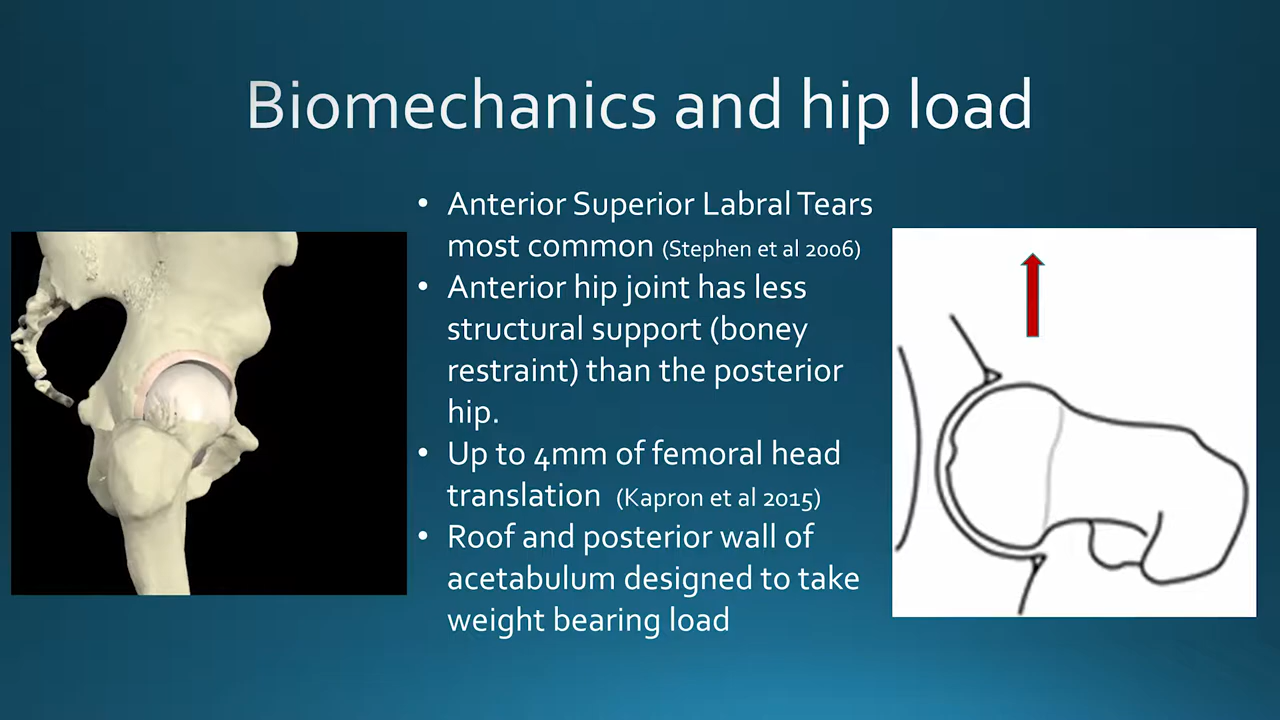 Biomechanics and hip load
• Anterior Superior Labral Tears
most common (Stephen et al 2006)
• Anterior hip joint has less
structural support (boney
restraint) than the posterior
hip.
• Up to 4mm of femoral head
translation (Kapron et al 2015)
• Roof and posterior wall of
acetabulum designed to take
weight bearing load